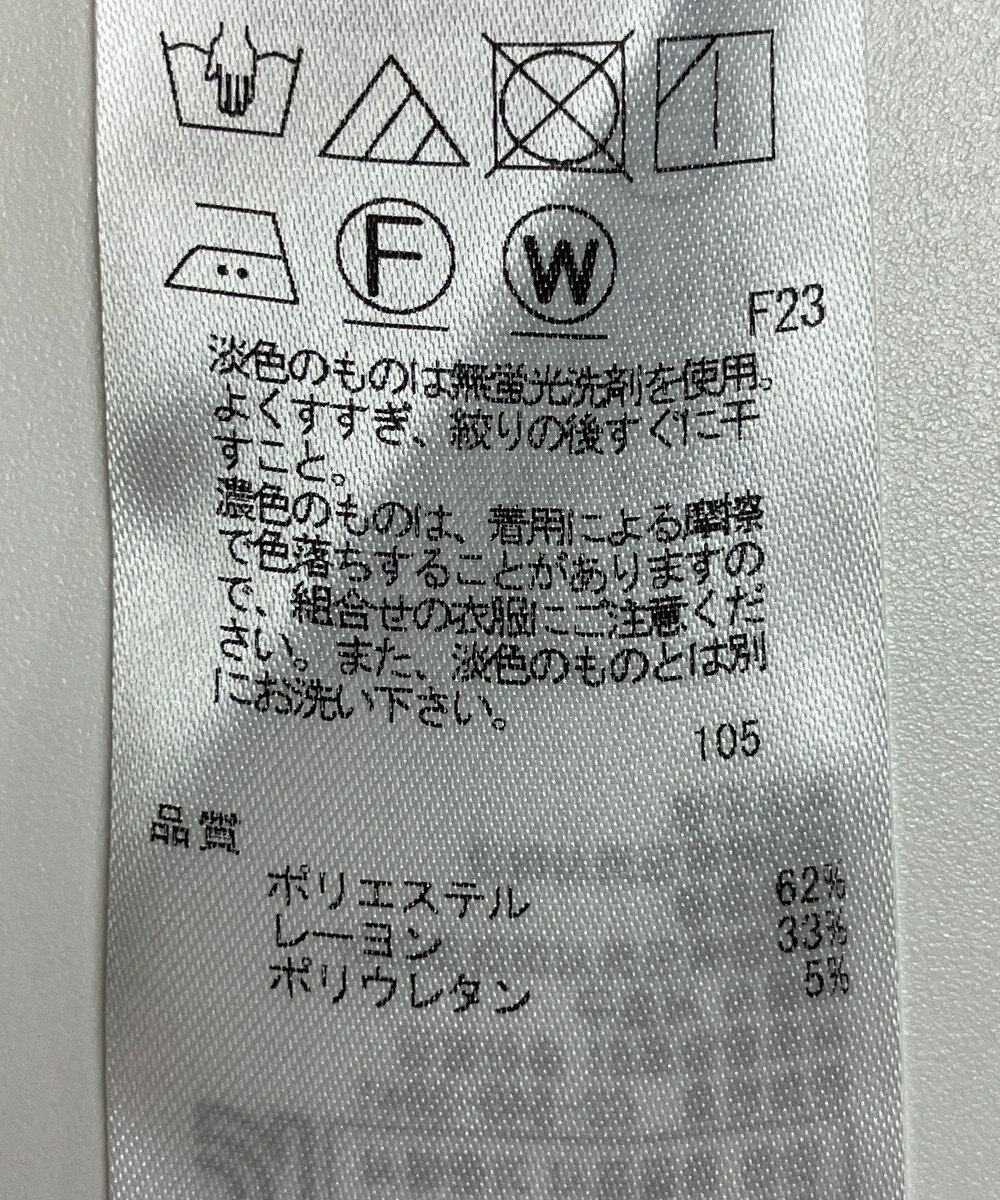 F
W
F23
淡色のものは無蛍光洗剤を使用。
よくすすぎ、絞りの後すぐに干
すこと。
濃色のものは、着用による摩擦
で色落ちすることがありますの
で、組合せの衣服にご注意くだ
さい。また、淡色のものとは別
にお洗い下さい。
105
品質
ポリエステル 62%
レーヨン 33%
ポリウレタン 5%